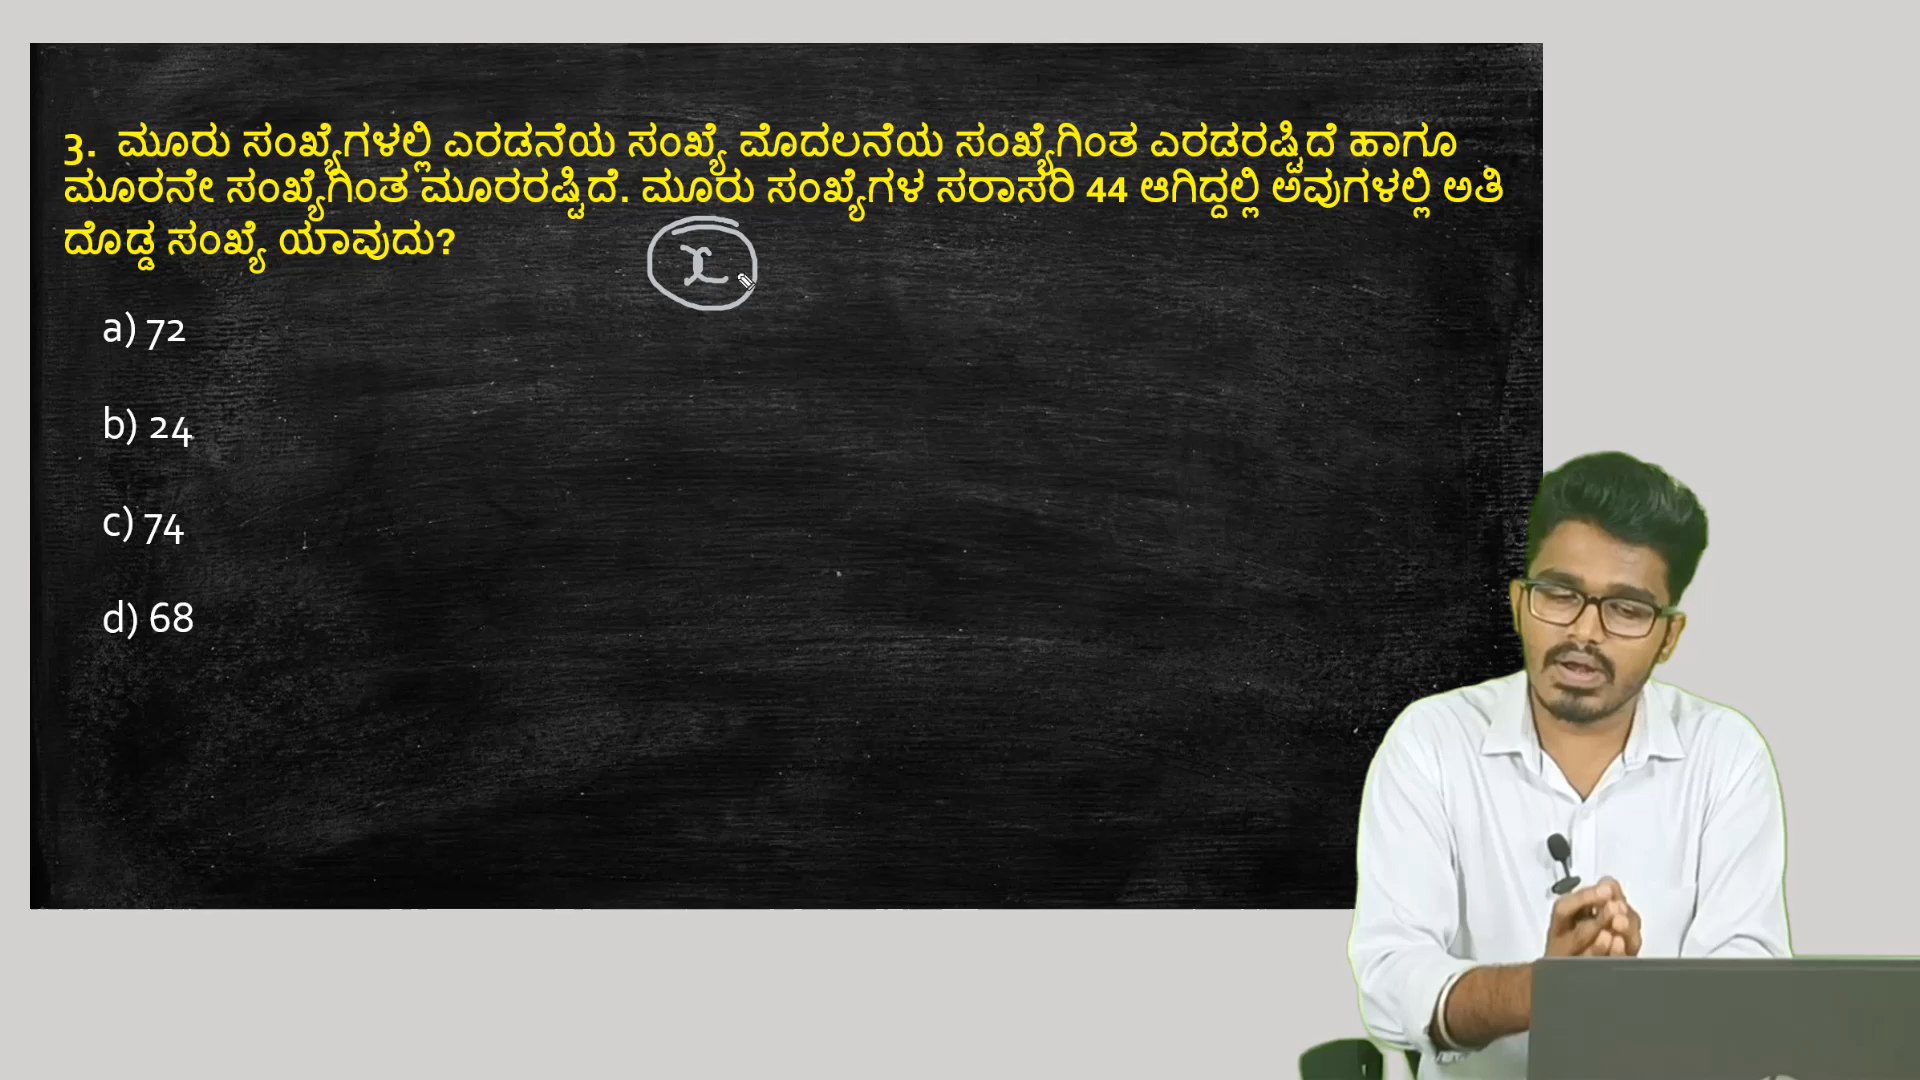 3. ಮೂರು ಸಂಖ್ಯೆಗಳಲ್ಲಿ ಎರಡನೆಯ ಸಂಖ್ಯೆ ಮೊದಲನೆಯ ಸಂಖ್ಯೆಗಿಂತ ಎರಡರಷ್ಟಿದೆ ಹಾಗೂ
ಮೂರನೇ ಸಂಖ್ಯೆಗಿಂತ ಮೂರರಷ್ಟಿದೆ. ಮೂರು ಸಂಖ್ಯೆಗಳ ಸರಾಸರಿ 44 ಆಗಿದ್ದಲ್ಲಿ ಅವುಗಳಲ್ಲಿ ಅತಿ
ದೊಡ್ಡ ಸಂಖ್ಯೆ ಯಾವುದು?
x
a) 72
b) 24
c) 74
d) 68